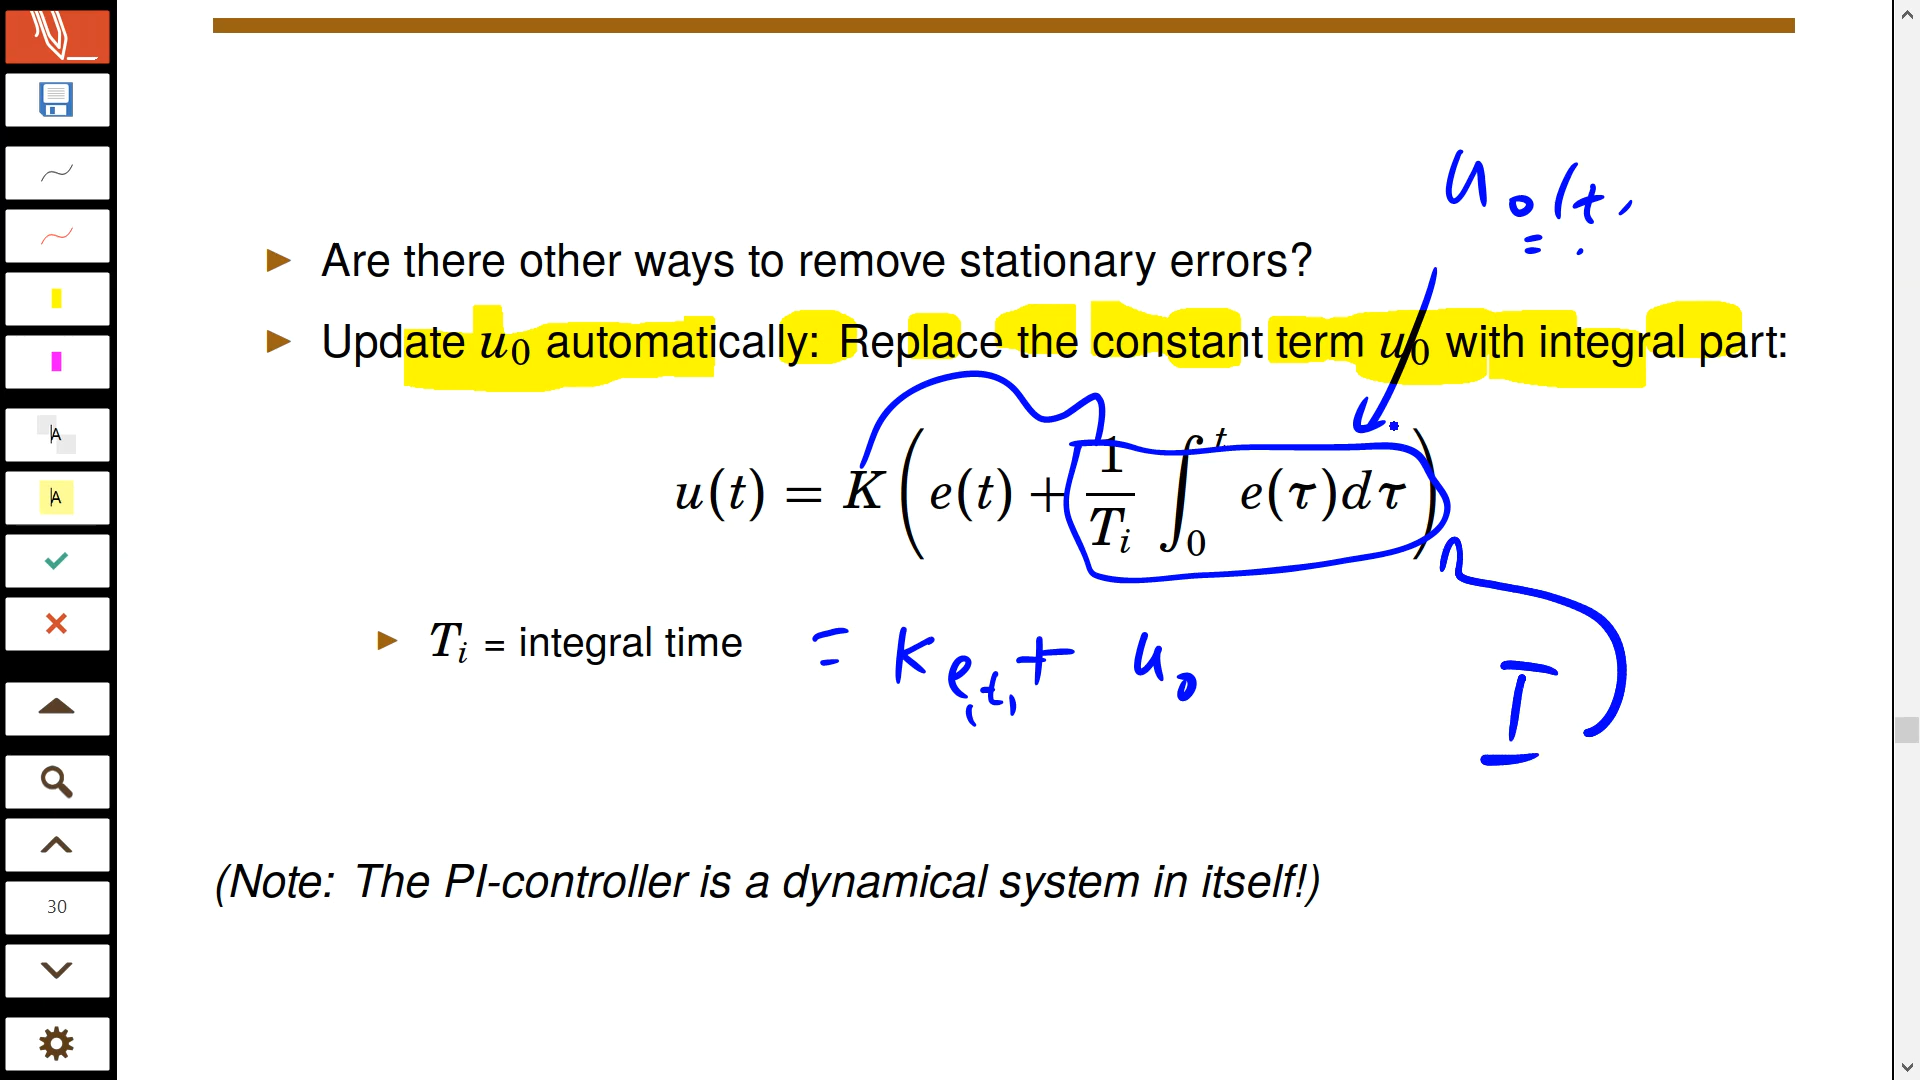 u₀(t)
► Are there other ways to remove stationary errors?
► Update u₀ automatically: Replace the constant term u₀ with integral part:
u(t) = K ( e(t) + 1/Tᵢ ∫₀ᵗ e(τ)dτ )
► Tᵢ = integral time
= K e(t) + u₀
I
(Note: The PI-controller is a dynamical system in itself!)
A
A
30